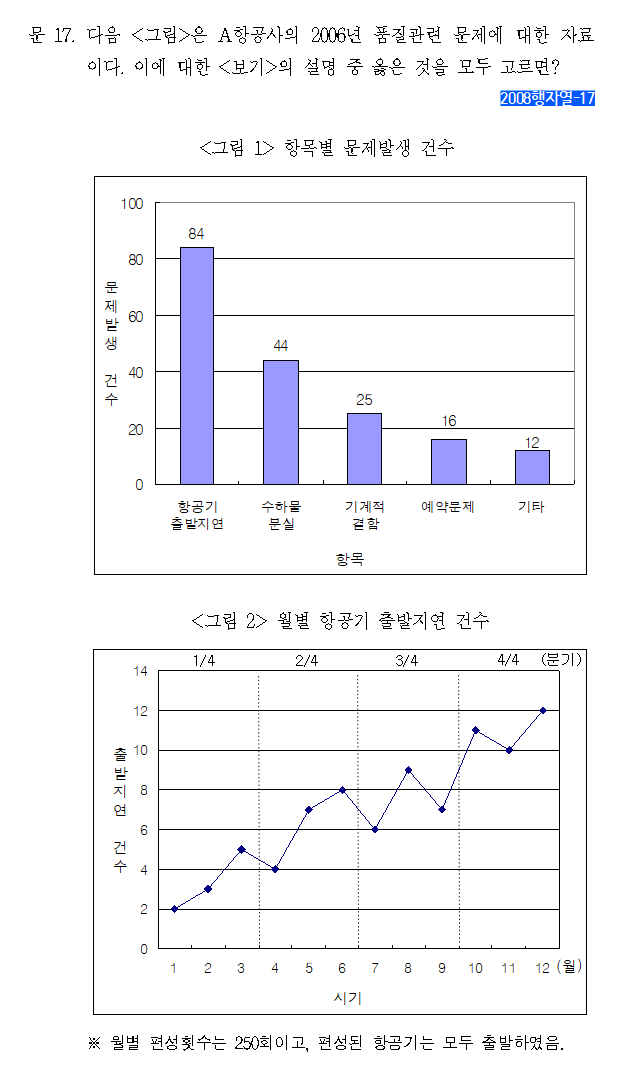 문 17. 다음 <그림>은 A항공사의 2006년 품질관련 문제에 대한 자료
이다. 이에 대한 <보기>의 설명 중 옳은 것을 모두 고르면?
2008행자열-17
<그림 1> 항목별 문제발생 건수
문제발생 건수
100
80
60
40
20
0
84
44
25
16
12
항공기 수하물 기계적 예약문제 기타
출발지연 분실 결함
항목
<그림 2> 월별 항공기 출발지연 건수
1/4 2/4 3/4 4/4 (분기)
출발지연 건수
14
12
10
8
6
4
2
0
1 2 3 4 5 6 7 8 9 10 11 12 (월)
시기
※ 월별 편성횟수는 250회이고, 편성된 항공기는 모두 출발하였음.